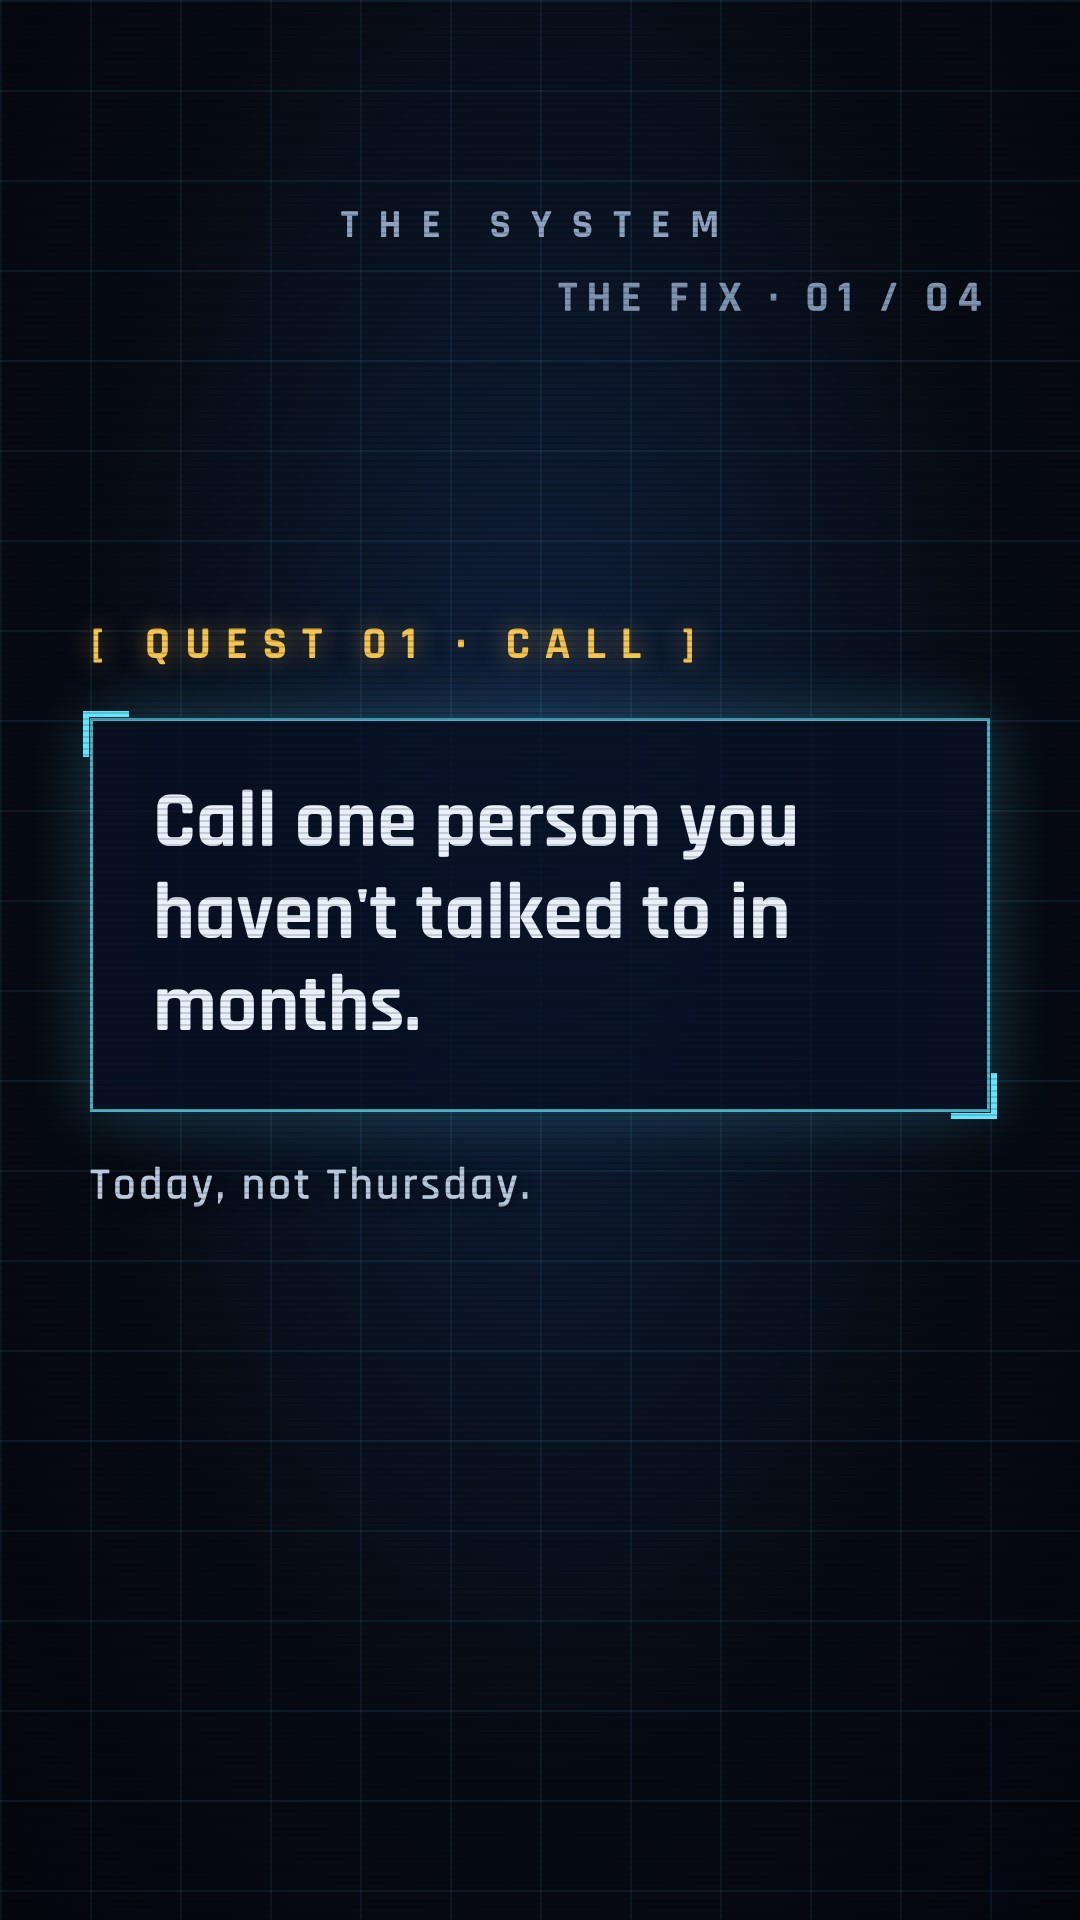 THE SYSTEM
THE FIX · 01 / 04
[ QUEST 01 · CALL ]
Call one person you
haven't talked to in
months.
Today, not Thursday.